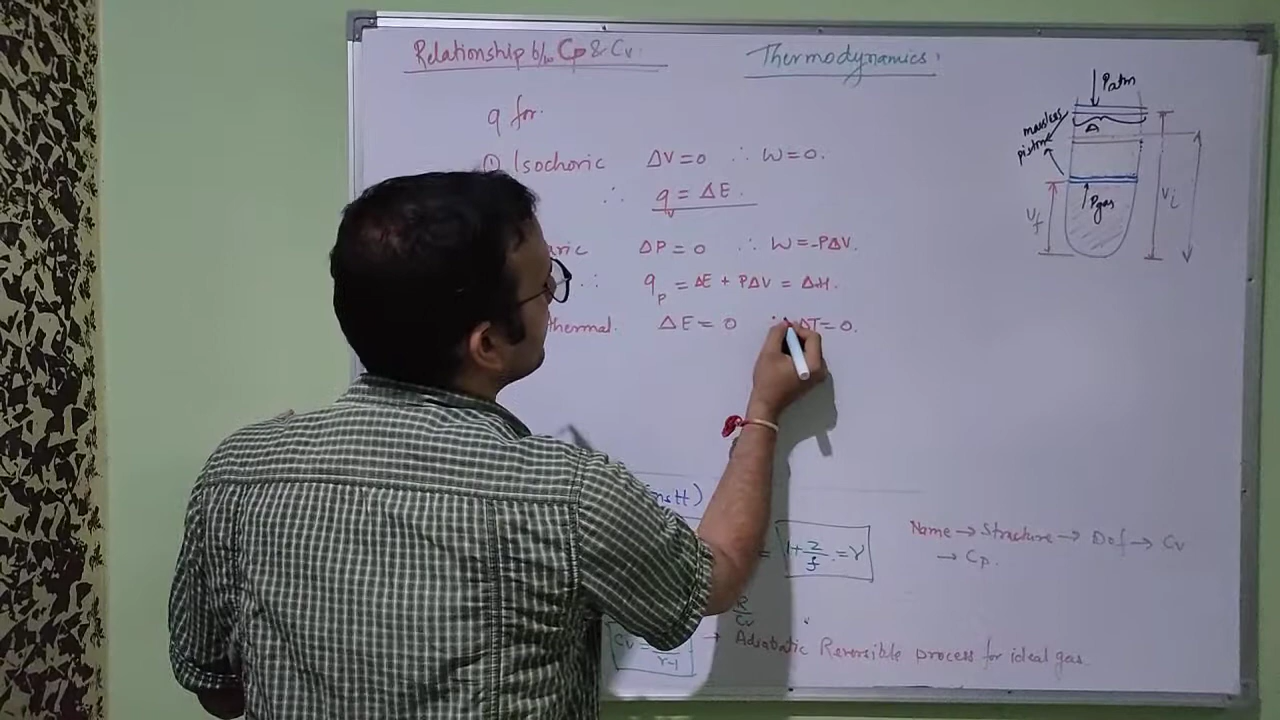 Relationship b/w Cp & Cv.
Thermodynamics.
q for.
① Isochoric ΔV=0 ∴ W=0.
∴ qv = ΔE.
aric ΔP=0 ∴ W=-PΔV.
∴ qp = ΔE + PΔV = ΔH.
thermal. ΔE=0 ΔT=0.
Patm
A
massless
piston
Pgas
Vf
Vi
= 1+2/f = γ
R/Cv
Cv =
γ-1
→ Adiabatic Reversible process for ideal gas
Name → Structure → Dof → Cv
→ Cp.